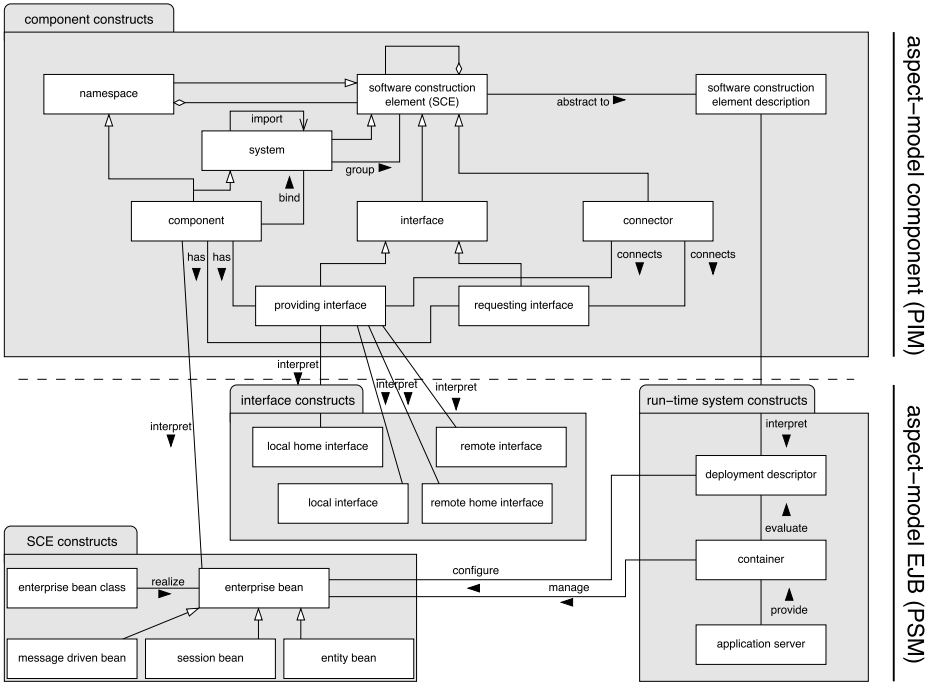 component constructs
namespace
software construction
element (SCE)
software construction
element description
abstract to
import
system
group
bind
component
interface
connector
has
has
connects
connects
providing interface
requesting interface
aspect-model component (PIM)
interpret
interpret
interpret
interpret
interface constructs
run-time system constructs
local home interface
remote interface
local interface
remote home interface
interpret
deployment descriptor
evaluate
container
provide
application server
SCE constructs
enterprise bean class
realize
enterprise bean
configure
manage
message driven bean
session bean
entity bean
aspect-model EJB (PSM)